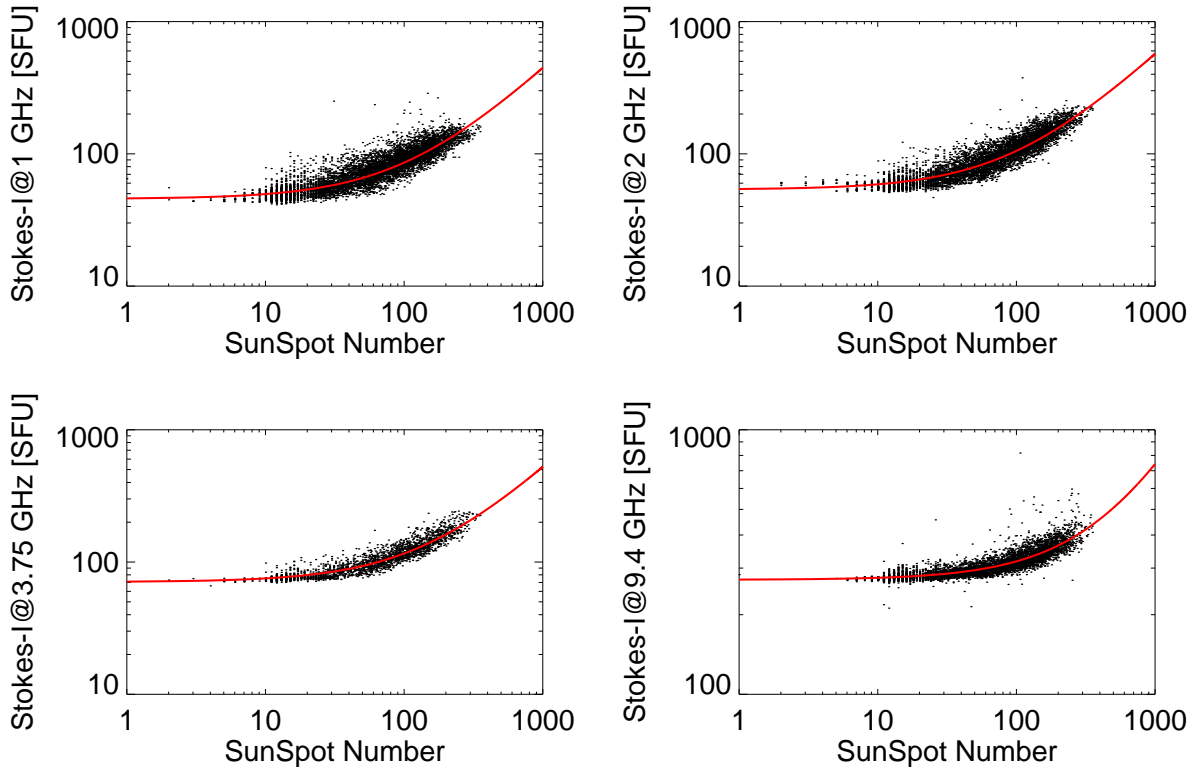 Stokes-I@1 GHz [SFU]
1000
100
10
1 10 100 1000
SunSpot Number
Stokes-I@2 GHz [SFU]
1000
100
10
1 10 100 1000
SunSpot Number
Stokes-I@3.75 GHz [SFU]
1000
100
10
1 10 100 1000
SunSpot Number
Stokes-I@9.4 GHz [SFU]
1000
100
1 10 100 1000
SunSpot Number